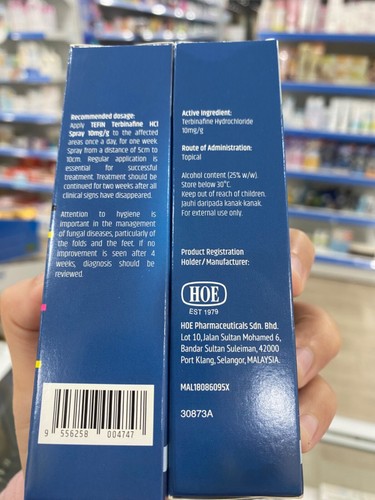 Recommended dosage:
Apply TEFIN Terbinafine HCl
Spray 10mg/g to the affected
areas once a day, for one week.
Spray from a distance of 5cm to
10cm. Regular application is
essential for successful
treatment. Treatment should be
continued for two weeks after all
clinical signs have disappeared.
Attention to hygiene is
important in the management
of fungal diseases, particularly of
the folds and the feet. If no
improvement is seen after 4
weeks, diagnosis should be
reviewed.
9 556258 004747
Active Ingredient:
Terbinafine Hydrochloride
10mg/g
Route of Administration:
Topical
Alcohol content (25% w/w).
Store below 30°C.
Keep out of reach of children.
Jauhi daripada kanak kanak.
For external use only.
Product Registration
Holder/Manufacturer:
HOE
EST 1979
HOE Pharmaceuticals Sdn. Bhd.
Lot 10, Jalan Sultan Mohamed 6,
Bandar Sultan Suleiman, 42000
Port Klang, Selangor, MALAYSIA.
MAL18086095X
30873A